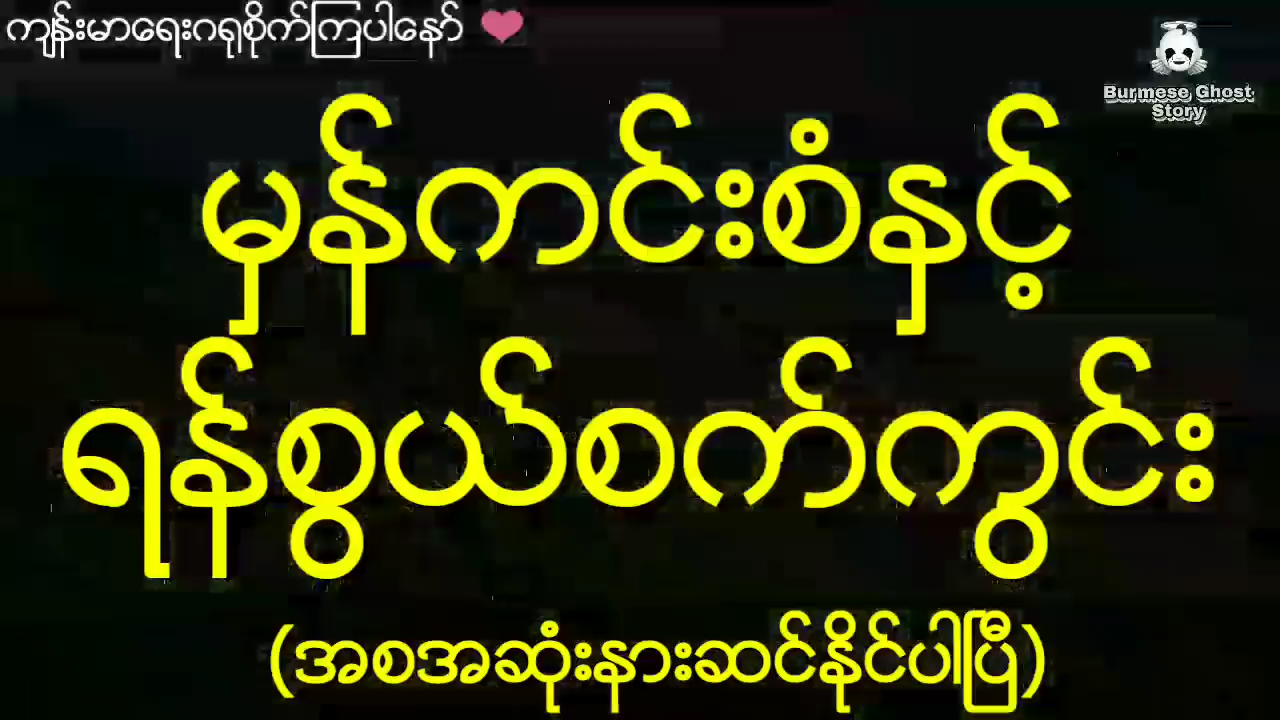 ကျန်းမာရေးဂရုစိုက်ကြပါနော် ❤
Burmese Ghost
Story
မှန်ကင်းစံနှင့်
ရန်စွယ်စက်ကွင်း
(အစအဆုံးနားဆင်နိုင်ပါပြီ)